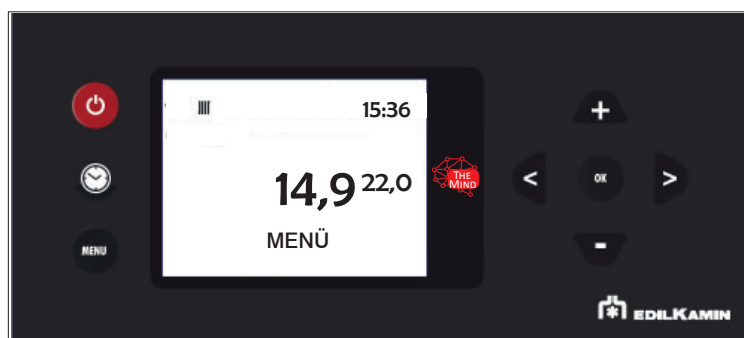 15:36
14,9 22,0
MENÜ
THE
MIND
+
< OK >
MENU
-
EDILKAMIN